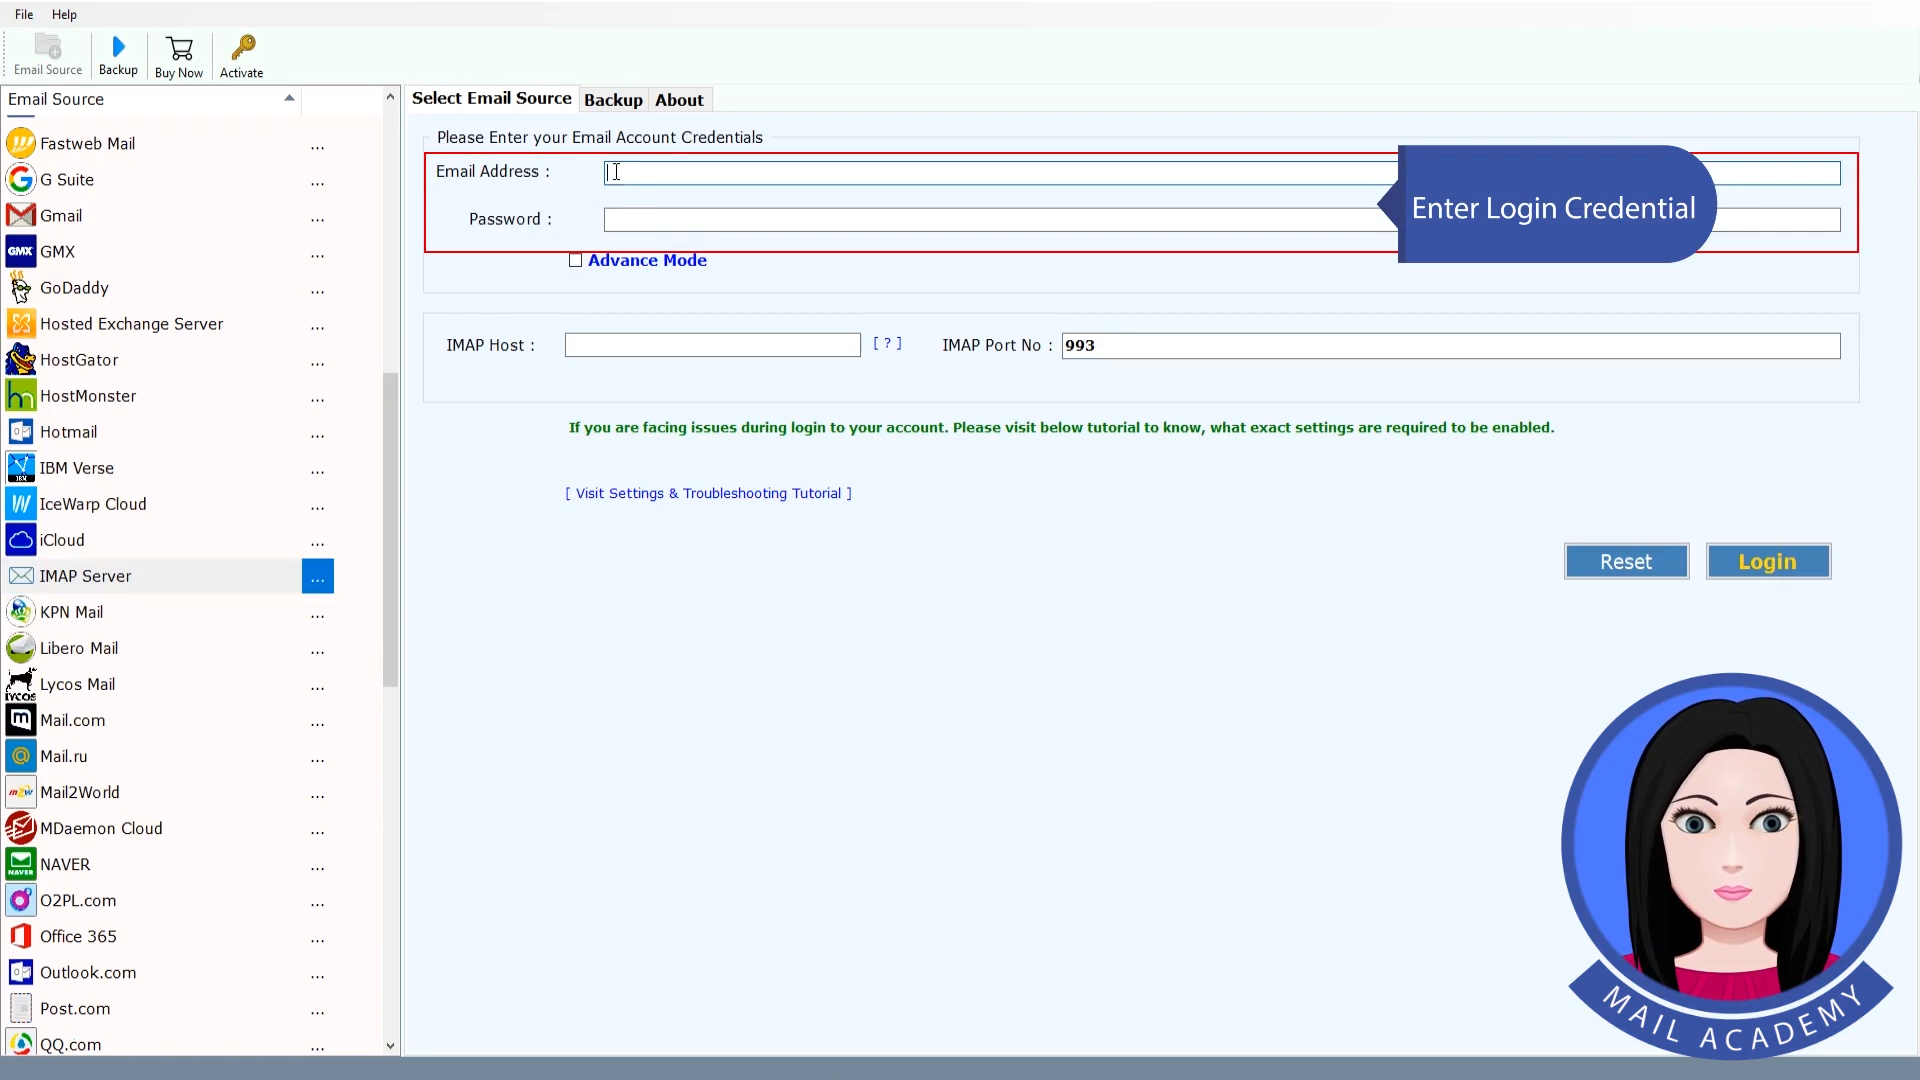 File Help
Email Source Backup Buy Now Activate
Email Source
Select Email Source Backup About
Fastweb Mail ...
G Suite ...
Gmail ...
GMX GMX ...
GoDaddy ...
Hosted Exchange Server ...
HostGator ...
HostMonster ...
Hotmail ...
IBM Verse ...
IceWarp Cloud ...
iCloud ...
IMAP Server ...
KPN Mail ...
Libero Mail ...
LYCOS Lycos Mail ...
Mail.com ...
Mail.ru ...
m2w Mail2World ...
MDaemon Cloud ...
NAVER NAVER ...
O2PL.com ...
Office 365 ...
Outlook.com ...
Post.com ...
QQ.com ...
Please Enter your Email Account Credentials
Email Address :
Password :
Enter Login Credential
Advance Mode
IMAP Host : [ ? ] IMAP Port No : 993
If you are facing issues during login to your account. Please visit below tutorial to know, what exact settings are required to be enabled.
[ Visit Settings & Troubleshooting Tutorial ]
Reset Login
MAIL ACADEMY